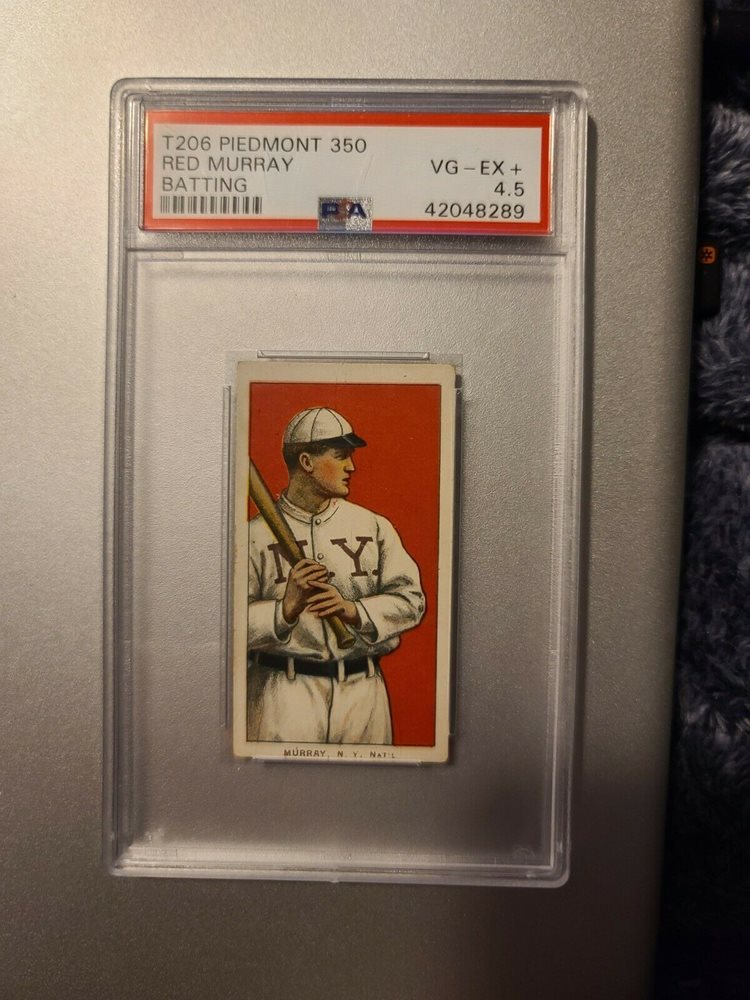 T206 PIEDMONT 350
RED MURRAY
BATTING
VG-EX+
4.5
PSA
42048289
N.Y.
MURRAY, N. Y. NAT'L